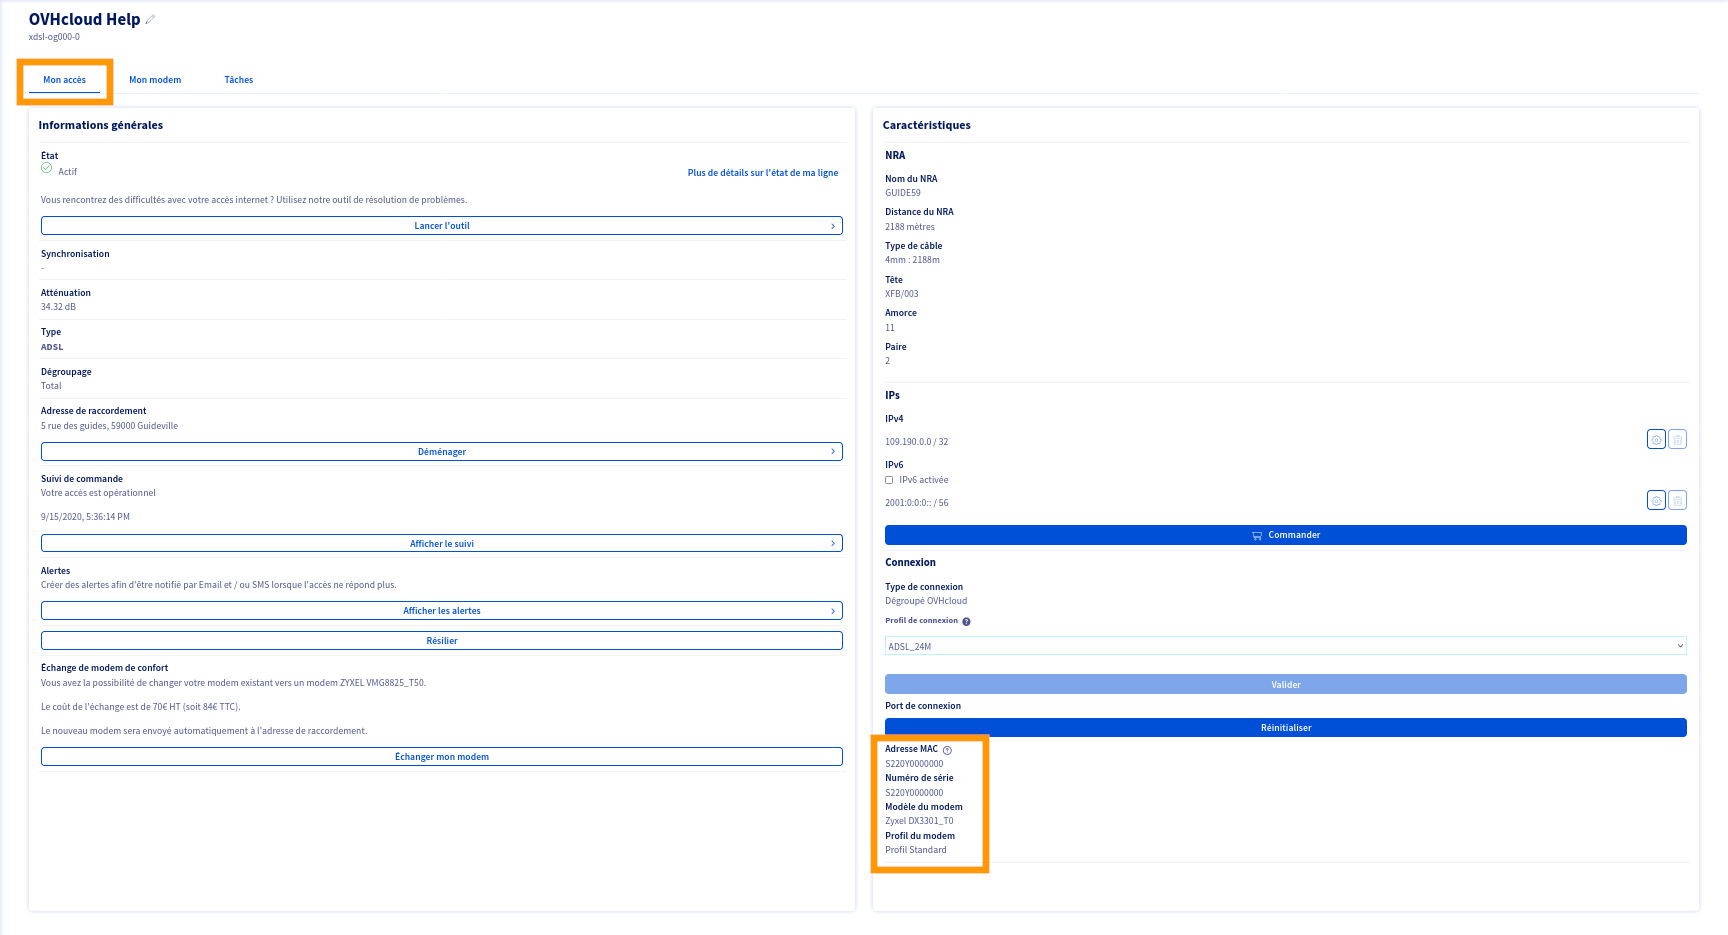 OVHcloud Help
xdsl-og000-0
Mon accès
Mon modem
Tâches
Informations générales
État
Actif
Plus de détails sur l'état de ma ligne
Vous rencontrez des difficultés avec votre accès internet ? Utilisez notre outil de résolution de problèmes.
Lancer l'outil
Synchronisation
-
Atténuation
34.32 dB
Type
ADSL
Dégroupage
Total
Adresse de raccordement
5 rue des guides, 59000 Guideville
Déménager
Suivi de commande
Votre accès est opérationnel
9/15/2020, 5:36:14 PM
Afficher le suivi
Alertes
Créer des alertes afin d'être notifié par Email et / ou SMS lorsque l'accès ne répond plus.
Afficher les alertes
Résilier
Échange de modem de confort
Vous avez la possibilité de changer votre modem existant vers un modem ZYXEL VMG8825_T50.
Le coût de l'échange est de 70€ HT (soit 84€ TTC).
Le nouveau modem sera envoyé automatiquement à l'adresse de raccordement.
Échanger mon modem
Caractéristiques
NRA
Nom du NRA
GUIDE59
Distance du NRA
2188 mètres
Type de câble
4mm : 2188m
Tête
XFB/003
Amorce
11
Paire
2
IPs
IPv4
109.190.0.0 / 32
IPv6
IPv6 activée
2001:0:0:0:: / 56
Commander
Connexion
Type de connexion
Dégroupé OVHcloud
Profil de connexion ?
ADSL_24M
Valider
Port de connexion
Réinitialiser
Adresse MAC ?
S220Y0000000
Numéro de série
S220Y0000000
Modèle du modem
Zyxel DX3301_T0
Profil du modem
Profil Standard